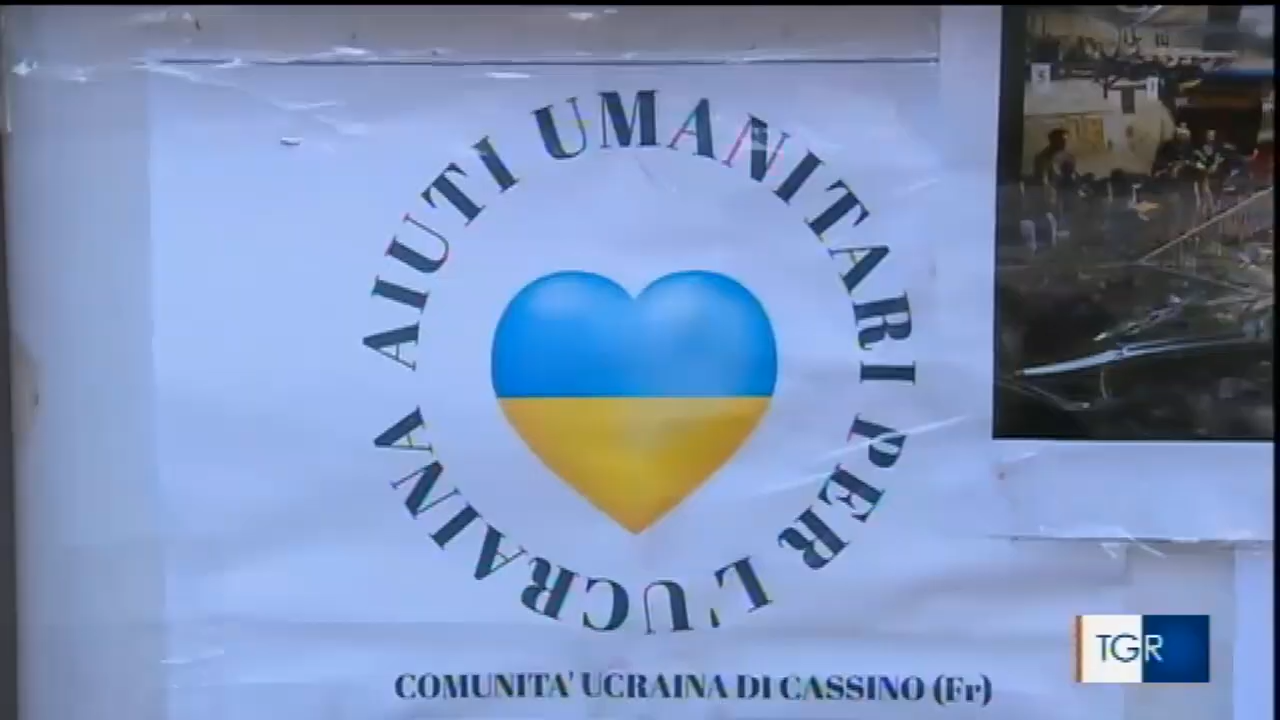 AIUTI UMANITARI PER L'UCRAINA
COMUNITA' UCRAINA DI CASSINO (Fr)
TGR